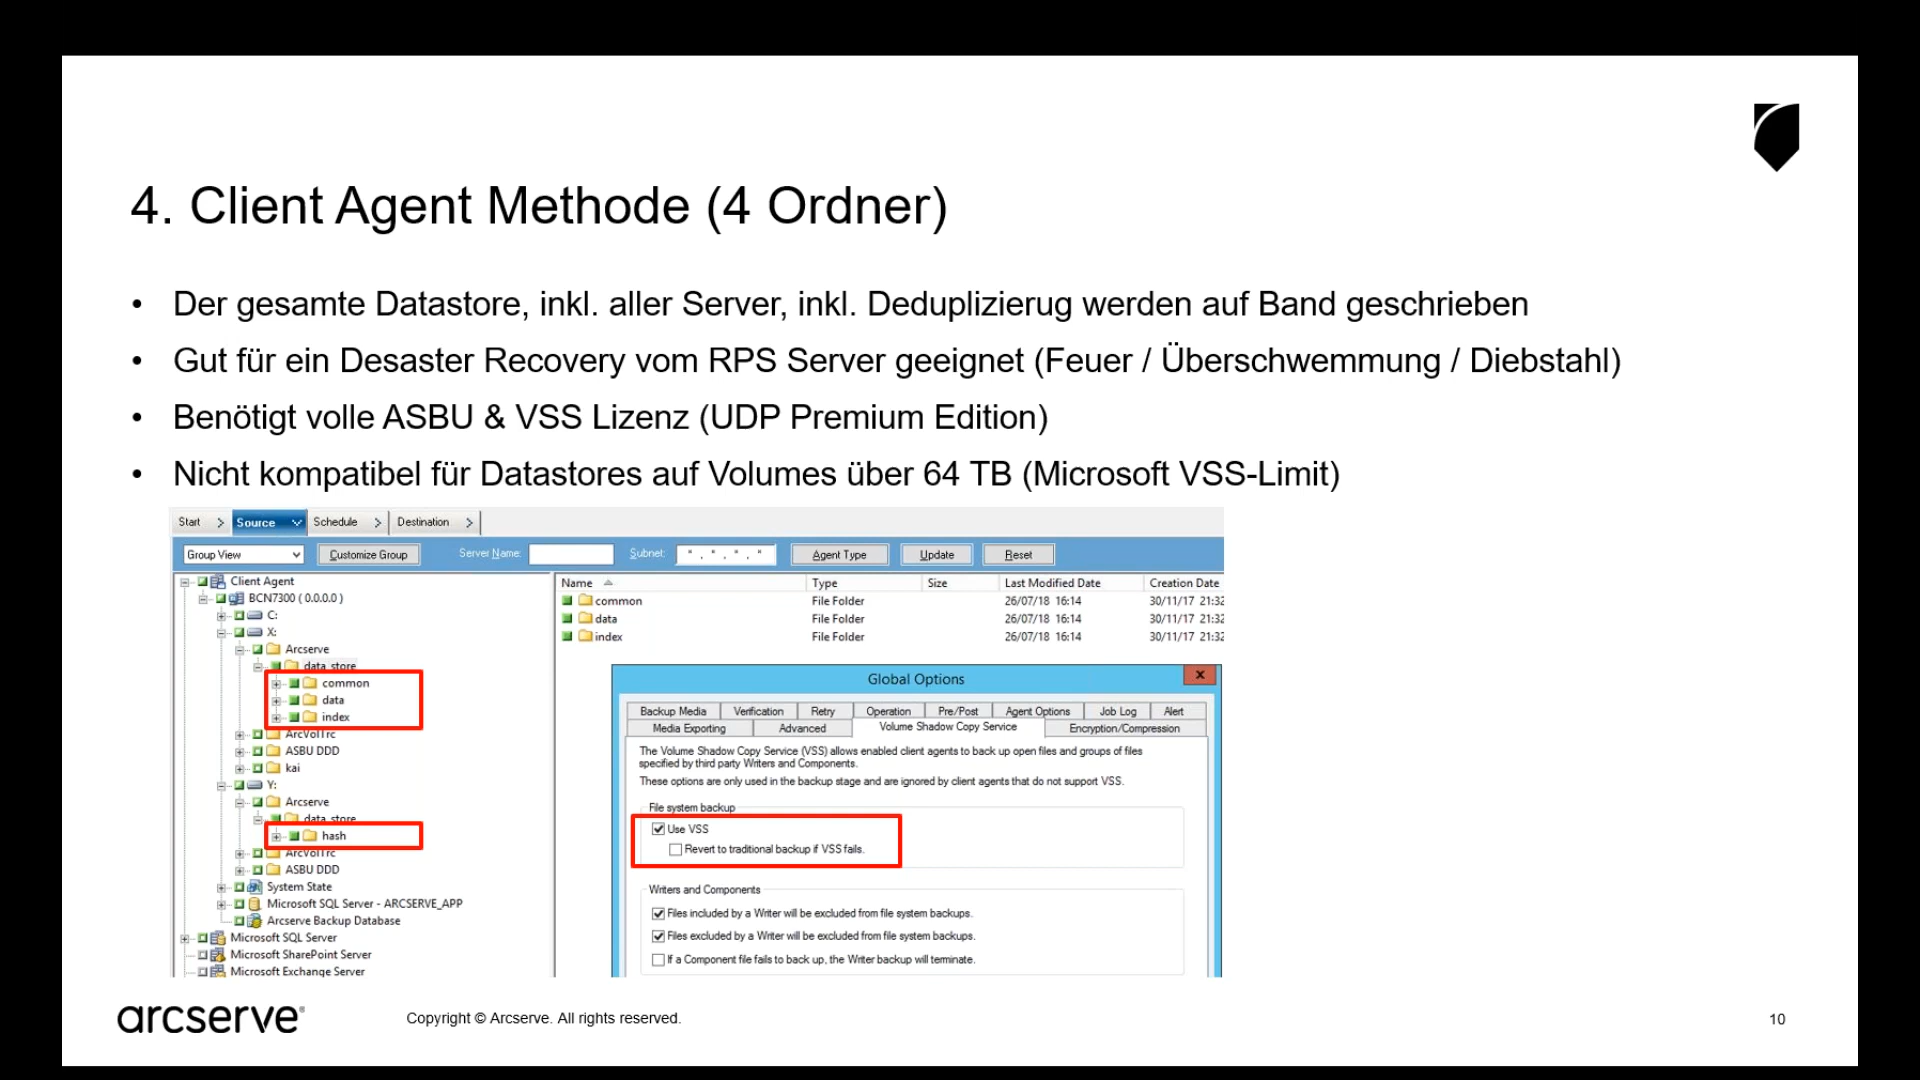 4. Client Agent Methode (4 Ordner)
• Der gesamte Datastore, inkl. aller Server, inkl. Deduplizierug werden auf Band geschrieben
• Gut für ein Desaster Recovery vom RPS Server geeignet (Feuer / Überschwemmung / Diebstahl)
• Benötigt volle ASBU & VSS Lizenz (UDP Premium Edition)
• Nicht kompatibel für Datastores auf Volumes über 64 TB (Microsoft VSS-Limit)
Start > Source Schedule > Destination >
Group View Customize Group Server Name: Subnet: * . * . * . * Agent Type Update Reset
Client Agent
BCN7300 ( 0.0.0.0 )
C:
X:
Arcserve
data_store
common
data
index
ArcVolTrc
ASBU DDD
kai
Y:
Arcserve
data_store
hash
ArcVolTrc
ASBU DDD
System State
Microsoft SQL Server - ARCSERVE_APP
Arcserve Backup Database
Microsoft SQL Server
Microsoft SharePoint Server
Microsoft Exchange Server
Name Type Size Last Modified Date Creation Date
common File Folder 26/07/18 16:14 30/11/17 21:32
data File Folder 26/07/18 16:14 30/11/17 21:32
index File Folder 26/07/18 16:14 30/11/17 21:32
Global Options x
Backup Media Verification Retry Operation Pre/Post Agent Options Job Log Alert
Media Exporting Advanced Volume Shadow Copy Service Encryption/Compression
The Volume Shadow Copy Service (VSS) allows enabled client agents to back up open files and groups of files
specified by third party Writers and Components.
These options are only used in the backup stage and are ignored by client agents that do not support VSS.
File system backup
Use VSS
Revert to traditional backup if VSS fails.
Writers and Components
Files included by a Writer will be excluded from file system backups.
Files excluded by a Writer will be excluded from file system backups.
If a Component file fails to back up, the Writer backup will terminate.
arcserve®
Copyright © Arcserve. All rights reserved.
10